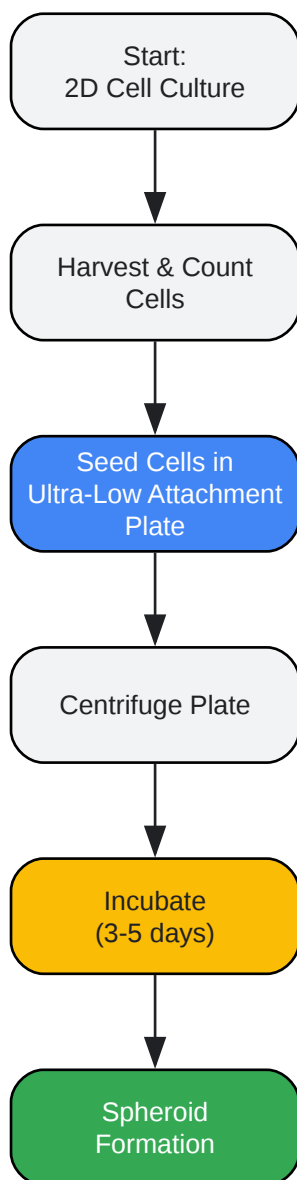 Start:
2D Cell Culture
Harvest & Count
Cells
Seed Cells in
Ultra-Low Attachment
Plate
Centrifuge Plate
Incubate
(3-5 days)
Spheroid
Formation